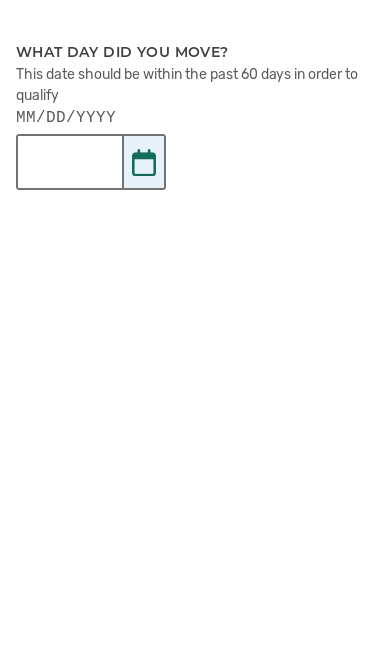 WHAT DAY DID YOU MOVE?
This date should be within the past 60 days in order to
qualify
MM/DD/YYYY